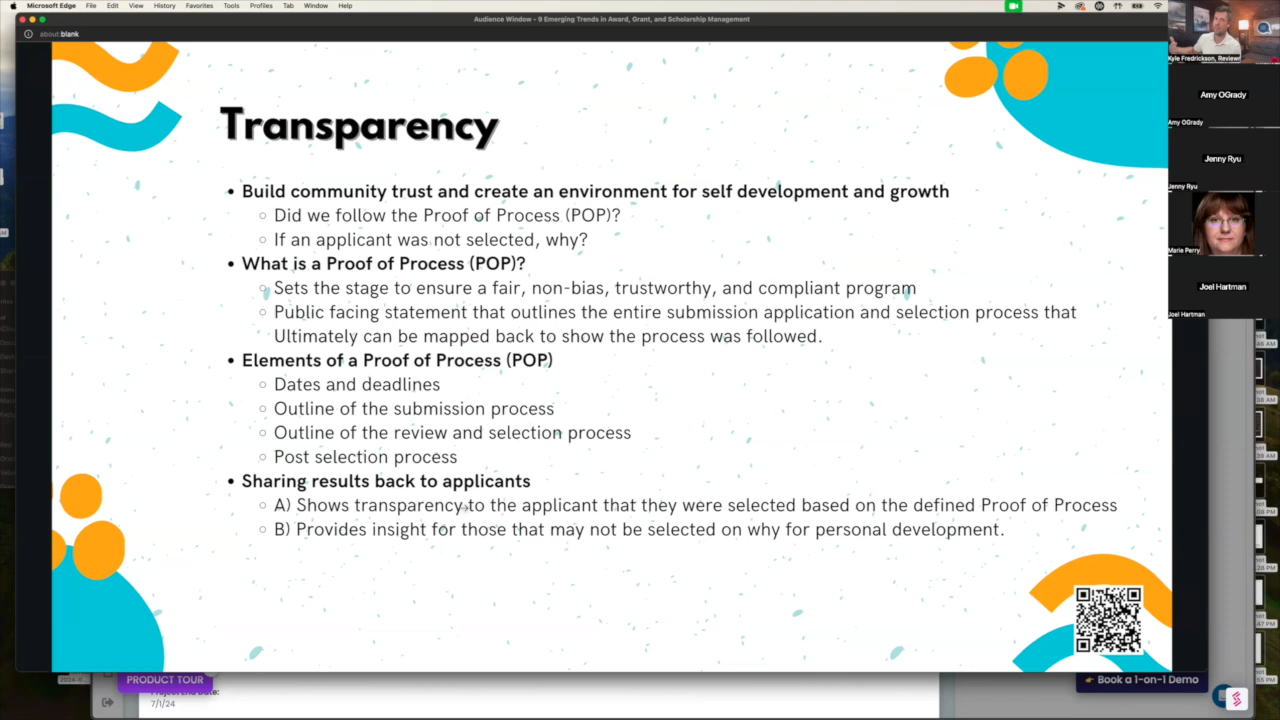 Microsoft Edge File Edit View History Favorites Tools Profiles Tab Window Help
Audience Window - 9 Emerging Trends in Award, Grant, and Scholarship Management
about:blank
Kyle Fredrickson, Reviewr
Amy OGrady
Amy OGrady
Jenny Ryu
Jenny Ryu
Marie Perry
Joel Hartman
Joel Hartman
Transparency
• Build community trust and create an environment for self development and growth
○ Did we follow the Proof of Process (POP)?
○ If an applicant was not selected, why?
• What is a Proof of Process (POP)?
○ Sets the stage to ensure a fair, non-bias, trustworthy, and compliant program
○ Public facing statement that outlines the entire submission application and selection process that
Ultimately can be mapped back to show the process was followed.
• Elements of a Proof of Process (POP)
○ Dates and deadlines
○ Outline of the submission process
○ Outline of the review and selection process
○ Post selection process
• Sharing results back to applicants
○ A) Shows transparency to the applicant that they were selected based on the defined Proof of Process
○ B) Provides insight for those that may not be selected on why for personal development.
PRODUCT TOUR
Book a 1-on-1 Demo
7/1/24